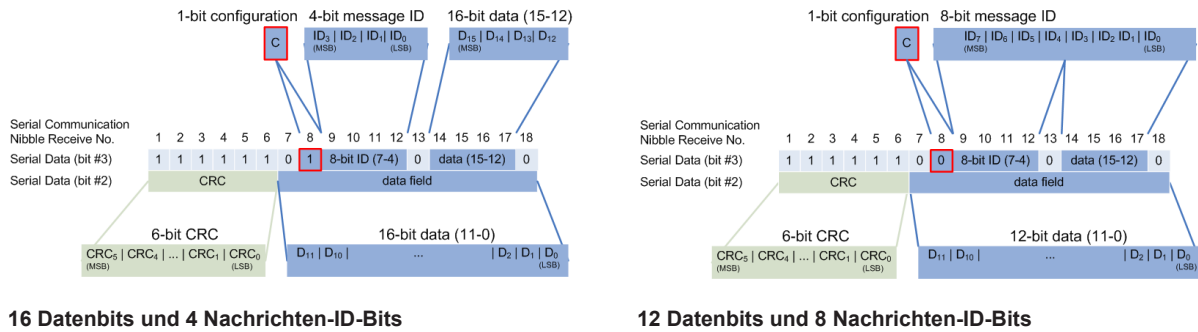 1-bit configuration 4-bit message ID 16-bit data (15-12)
C
ID3 | ID2 | ID1| ID0
(MSB) (LSB)
D15 | D14 | D13| D12
(MSB)
Serial Communication
Nibble Receive No. 1 2 3 4 5 6 7 8 9 10 11 12 13 14 15 16 17 18
Serial Data (bit #3) 1 1 1 1 1 1 0 1 8-bit ID (7-4) 0 data (15-12) 0
Serial Data (bit #2) CRC data field
6-bit CRC 16-bit data (11-0)
CRC5 | CRC4 | ... | CRC1 | CRC0
(MSB) (LSB)
D11 | D10 | ... | D2 | D1 | D0
(LSB)
16 Datenbits und 4 Nachrichten-ID-Bits
1-bit configuration 8-bit message ID
C
ID7 | ID6 | ID5 | ID4 | ID3 | ID2 ID1 | ID0
(MSB) (LSB)
Serial Communication
Nibble Receive No. 1 2 3 4 5 6 7 8 9 10 11 12 13 14 15 16 17 18
Serial Data (bit #3) 1 1 1 1 1 1 0 0 8-bit ID (7-4) 0 data (15-12) 0
Serial Data (bit #2) CRC data field
6-bit CRC 12-bit data (11-0)
CRC5 | CRC4 | ... | CRC1 | CRC0
(MSB) (LSB)
D11 | D10 | ... | D2 | D1 | D0
(LSB)
12 Datenbits und 8 Nachrichten-ID-Bits